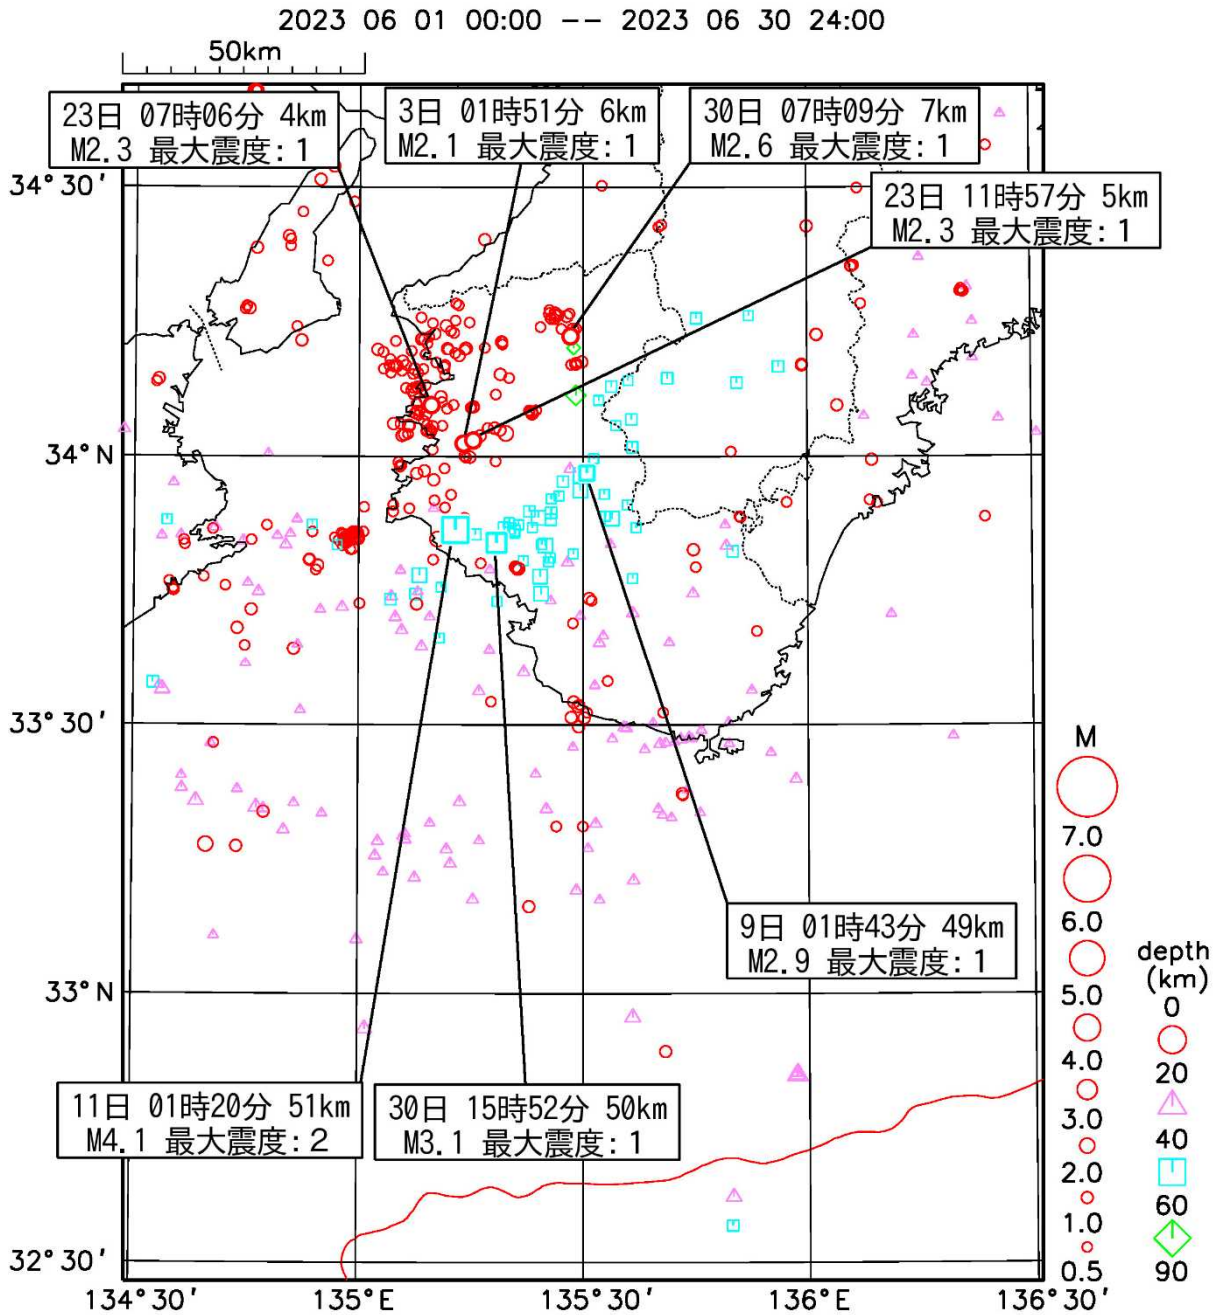 2023 06 01 00:00 -- 2023 06 30 24:00
50km
23日 07時06分 4km
M2.3 最大震度:1
3日 01時51分 6km
M2.1 最大震度:1
30日 07時09分 7km
M2.6 最大震度:1
23日 11時57分 5km
M2.3 最大震度:1
34°30'
34°N
33°30'
33°N
32°30'
9日 01時43分 49km
M2.9 最大震度:1
11日 01時20分 51km
M4.1 最大震度:2
30日 15時52分 50km
M3.1 最大震度:1
M
7.0
6.0
5.0
4.0
3.0
2.0
1.0
0.5
depth
(km)
0
20
40
60
90
134°30'
135°E
135°30'
136°E
136°30'